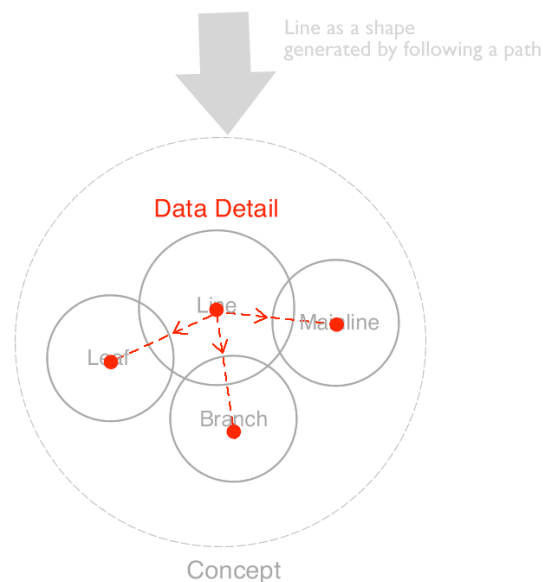 Line as a shape
generated by following a path
Data Detail
Line
Mainline
Leaf
Branch
Concept